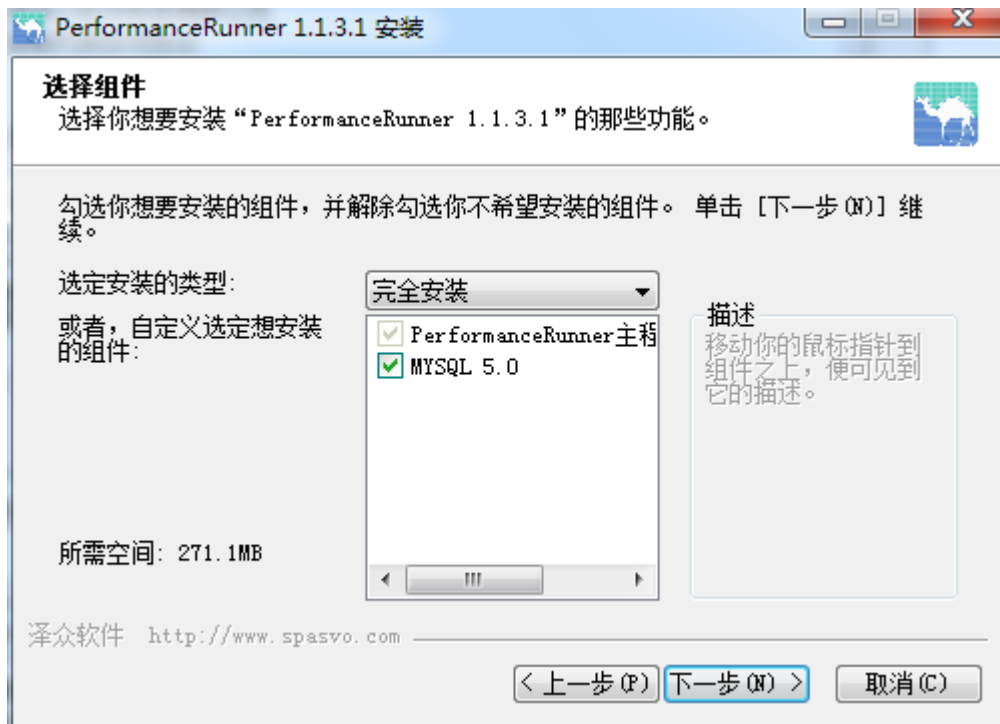 PerformanceRunner 1.1.3.1 安装
选择组件
选择你想要安装“PerformanceRunner 1.1.3.1”的那些功能。
勾选你想要安装的组件，并解除勾选你不希望安装的组件。 单击 [下一步(N)] 继
续。
选定安装的类型:
完全安装
或者，自定义选定想安装
的组件:
PerformanceRunner主程
MYSQL 5.0
描述
移动你的鼠标指针到
组件之上，便可见到
它的描述。
所需空间: 271.1MB
泽众软件 http://www.spasvo.com
< 上一步(P) 下一步(N) > 取消(C)